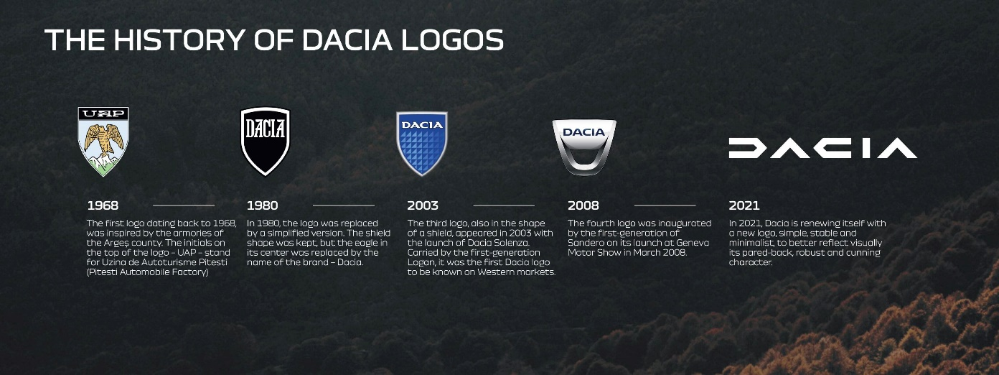 THE HISTORY OF DACIA LOGOS
UAP
DACIA
DACIA
DACIA
DACIA
1968
The first logo dating back to 1968,
was inspired by the armories of
the Argeș county. The initials on
the top of the logo – UAP – stand
for Uzina de Autoturisme Pitesti
(Pitesti Automobile Factory)
1980
In 1980, the logo was replaced
by a simplified version. The shield
shape was kept, but the eagle in
its center was replaced by the
name of the brand – Dacia.
2003
The third logo, also in the shape
of a shield, appeared in 2003 with
the launch of Dacia Solenza.
Carried by the first-generation
Logan, it was the first Dacia logo
to be known on Western markets.
2008
The fourth logo was inaugurated
by the first-generation of
Sandero on its launch at Geneva
Motor Show in March 2008.
2021
In 2021, Dacia is renewing itself with
a new logo, simple, stable and
minimalist, to better reflect visually
its pared-back, robust and cunning
character.